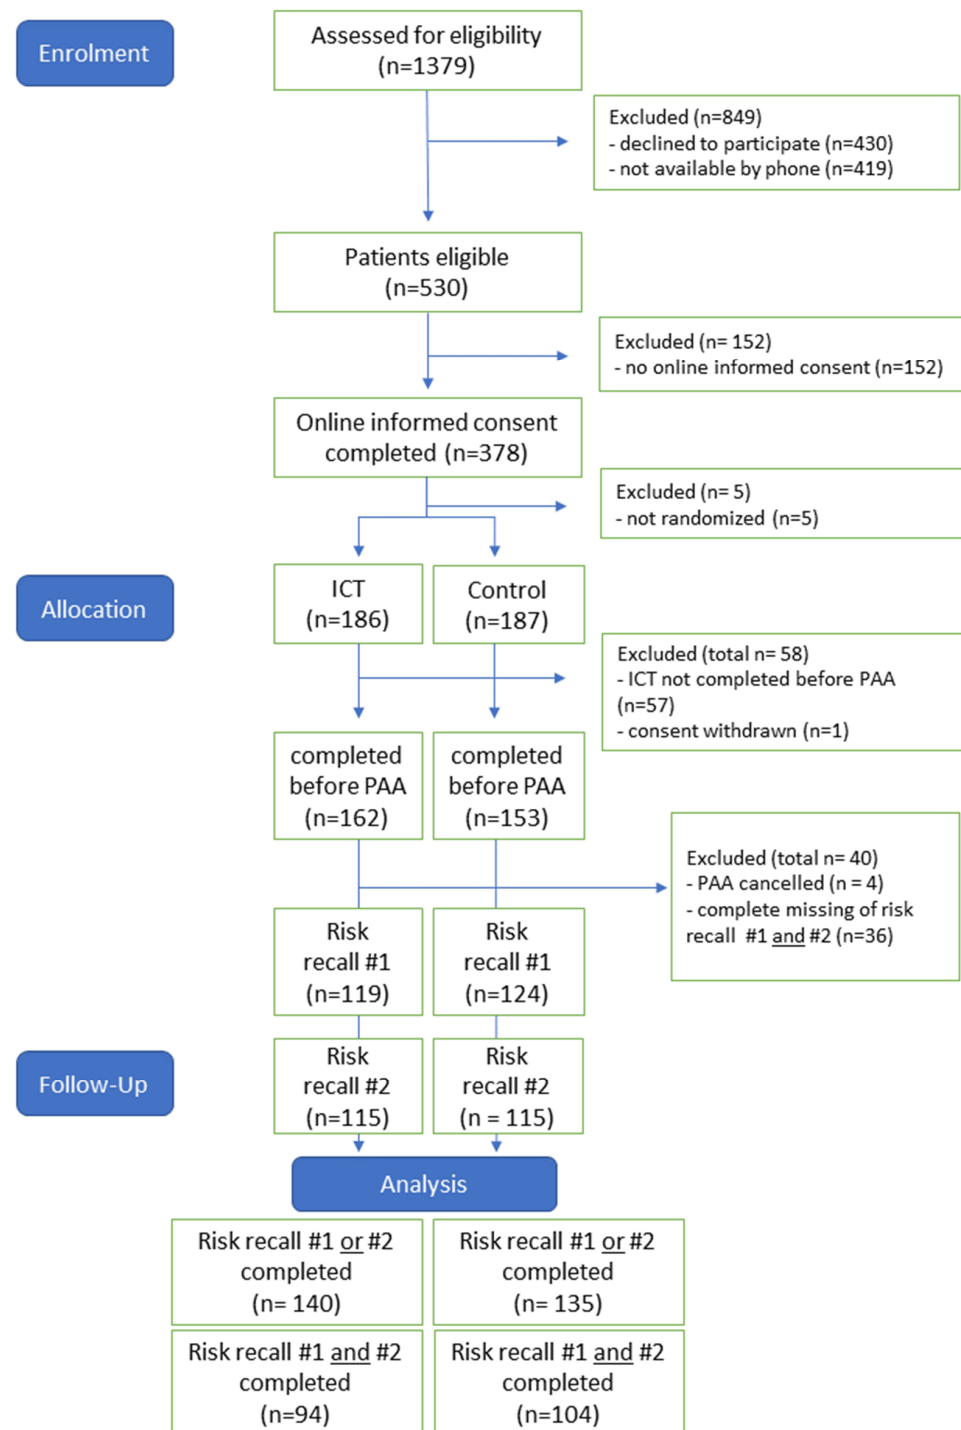 Enrolment
Assessed for eligibility
(n=1379)
Excluded (n=849)
- declined to participate (n=430)
- not available by phone (n=419)
Patients eligible
(n=530)
Excluded (n= 152)
- no online informed consent (n=152)
Online informed consent
completed (n=378)
Excluded (n= 5)
- not randomized (n=5)
Allocation
ICT
(n=186)
Control
(n=187)
Excluded (total n= 58)
- ICT not completed before PAA
(n=57)
- consent withdrawn (n=1)
completed
before PAA
(n=162)
completed
before PAA
(n=153)
Excluded (total n= 40)
- PAA cancelled (n = 4)
- complete missing of risk
recall #1 and #2 (n=36)
Risk
recall #1
(n=119)
Risk
recall #1
(n=124)
Follow-Up
Risk
recall #2
(n=115)
Risk
recall #2
(n = 115)
Analysis
Risk recall #1 or #2
completed
(n= 140)
Risk recall #1 or #2
completed
(n= 135)
Risk recall #1 and #2
completed
(n=94)
Risk recall #1 and #2
completed
(n=104)